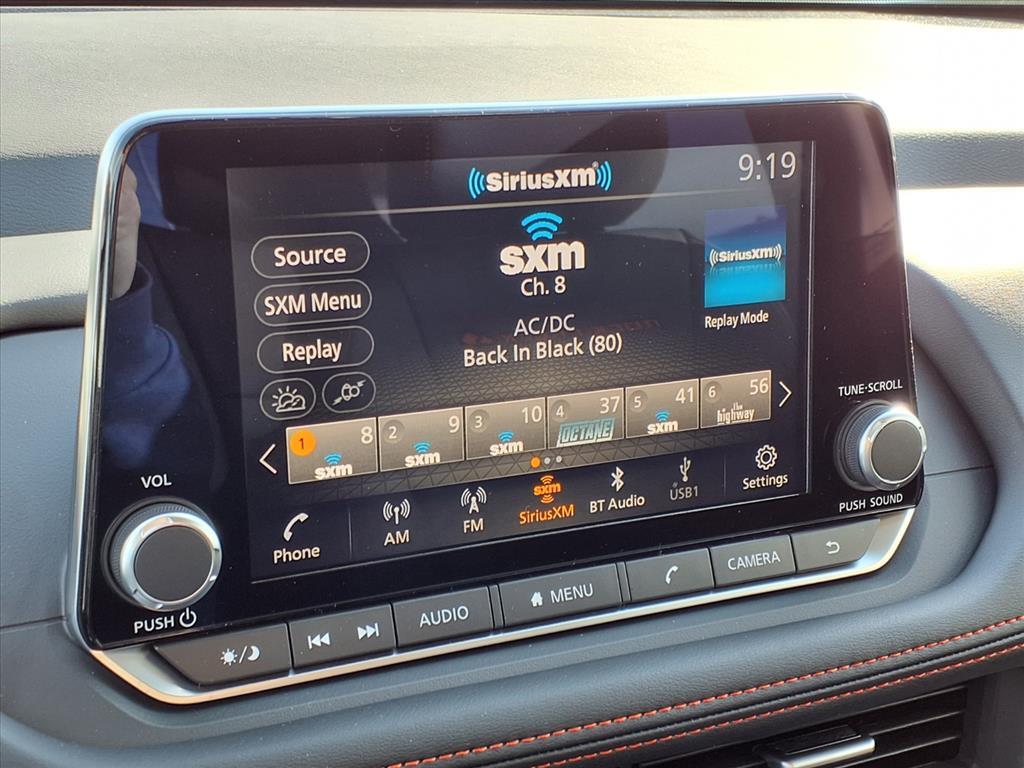 SiriusXm
9:19
Source
SXM Menu
Replay
sxm
Ch. 8
AC/DC
Back In Black (80)
SiriusXm
Replay Mode
1 8 sxm
2 9 sxm
3 10 sxm
4 37 OCTANE
5 41 sxm
6 56 the highway
Phone
AM
FM
sxm
SiriusXM
BT Audio
USB1
Settings
VOL
PUSH
TUNE·SCROLL
PUSH SOUND
AUDIO
MENU
CAMERA